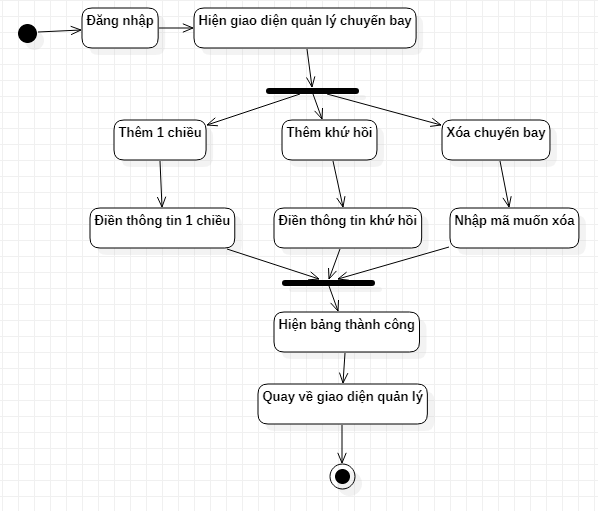 Đăng nhập
Hiện giao diện quản lý chuyến bay
Thêm 1 chiều
Thêm khứ hồi
Xóa chuyến bay
Điền thông tin 1 chiều
Điền thông tin khứ hồi
Nhập mã muốn xóa
Hiện bảng thành công
Quay về giao diện quản lý